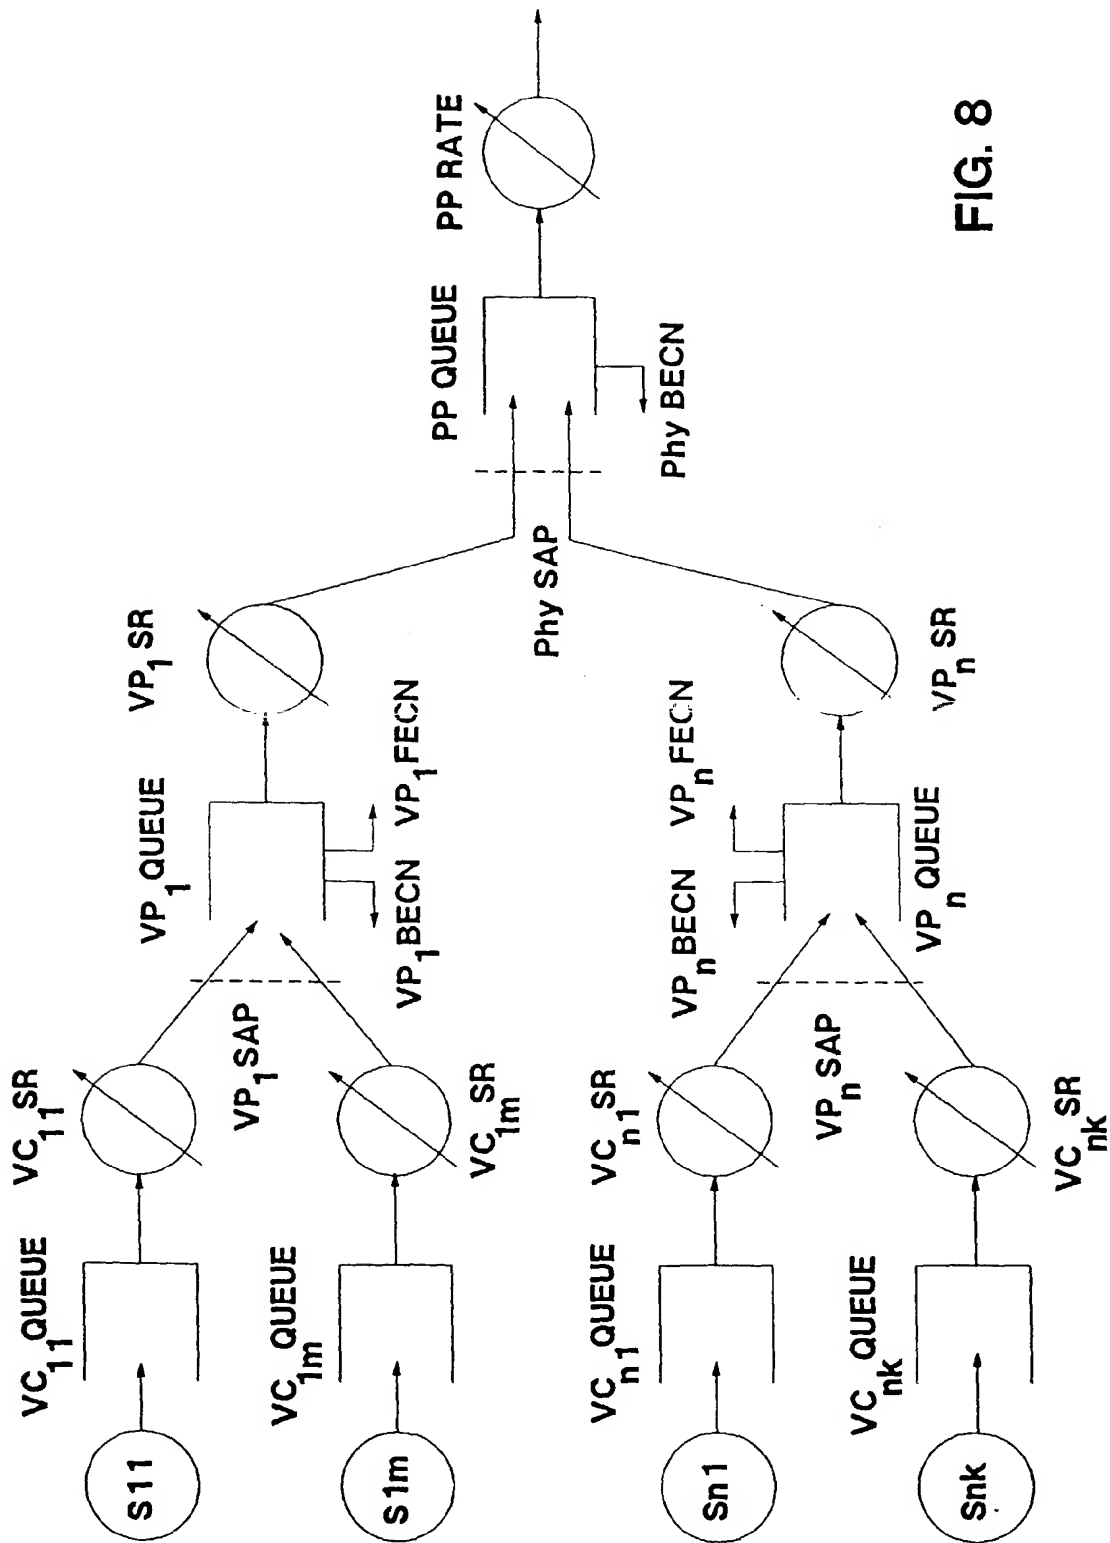 S11
VC11 QUEUE
VC11 SR
VP1 SAP
S1m
VC1m QUEUE
VC1m SR
VP1 QUEUE
VP1 BECN
VP1 FECN
VP1 SR
Sn1
VCn1 QUEUE
VCn1 SR
VPn SAP
Snk
VCnk QUEUE
VCnk SR
VPn BECN
VPn FECN
VPn QUEUE
VPn SR
Phy SAP
PP QUEUE
Phy BECN
PP RATE
FIG. 8